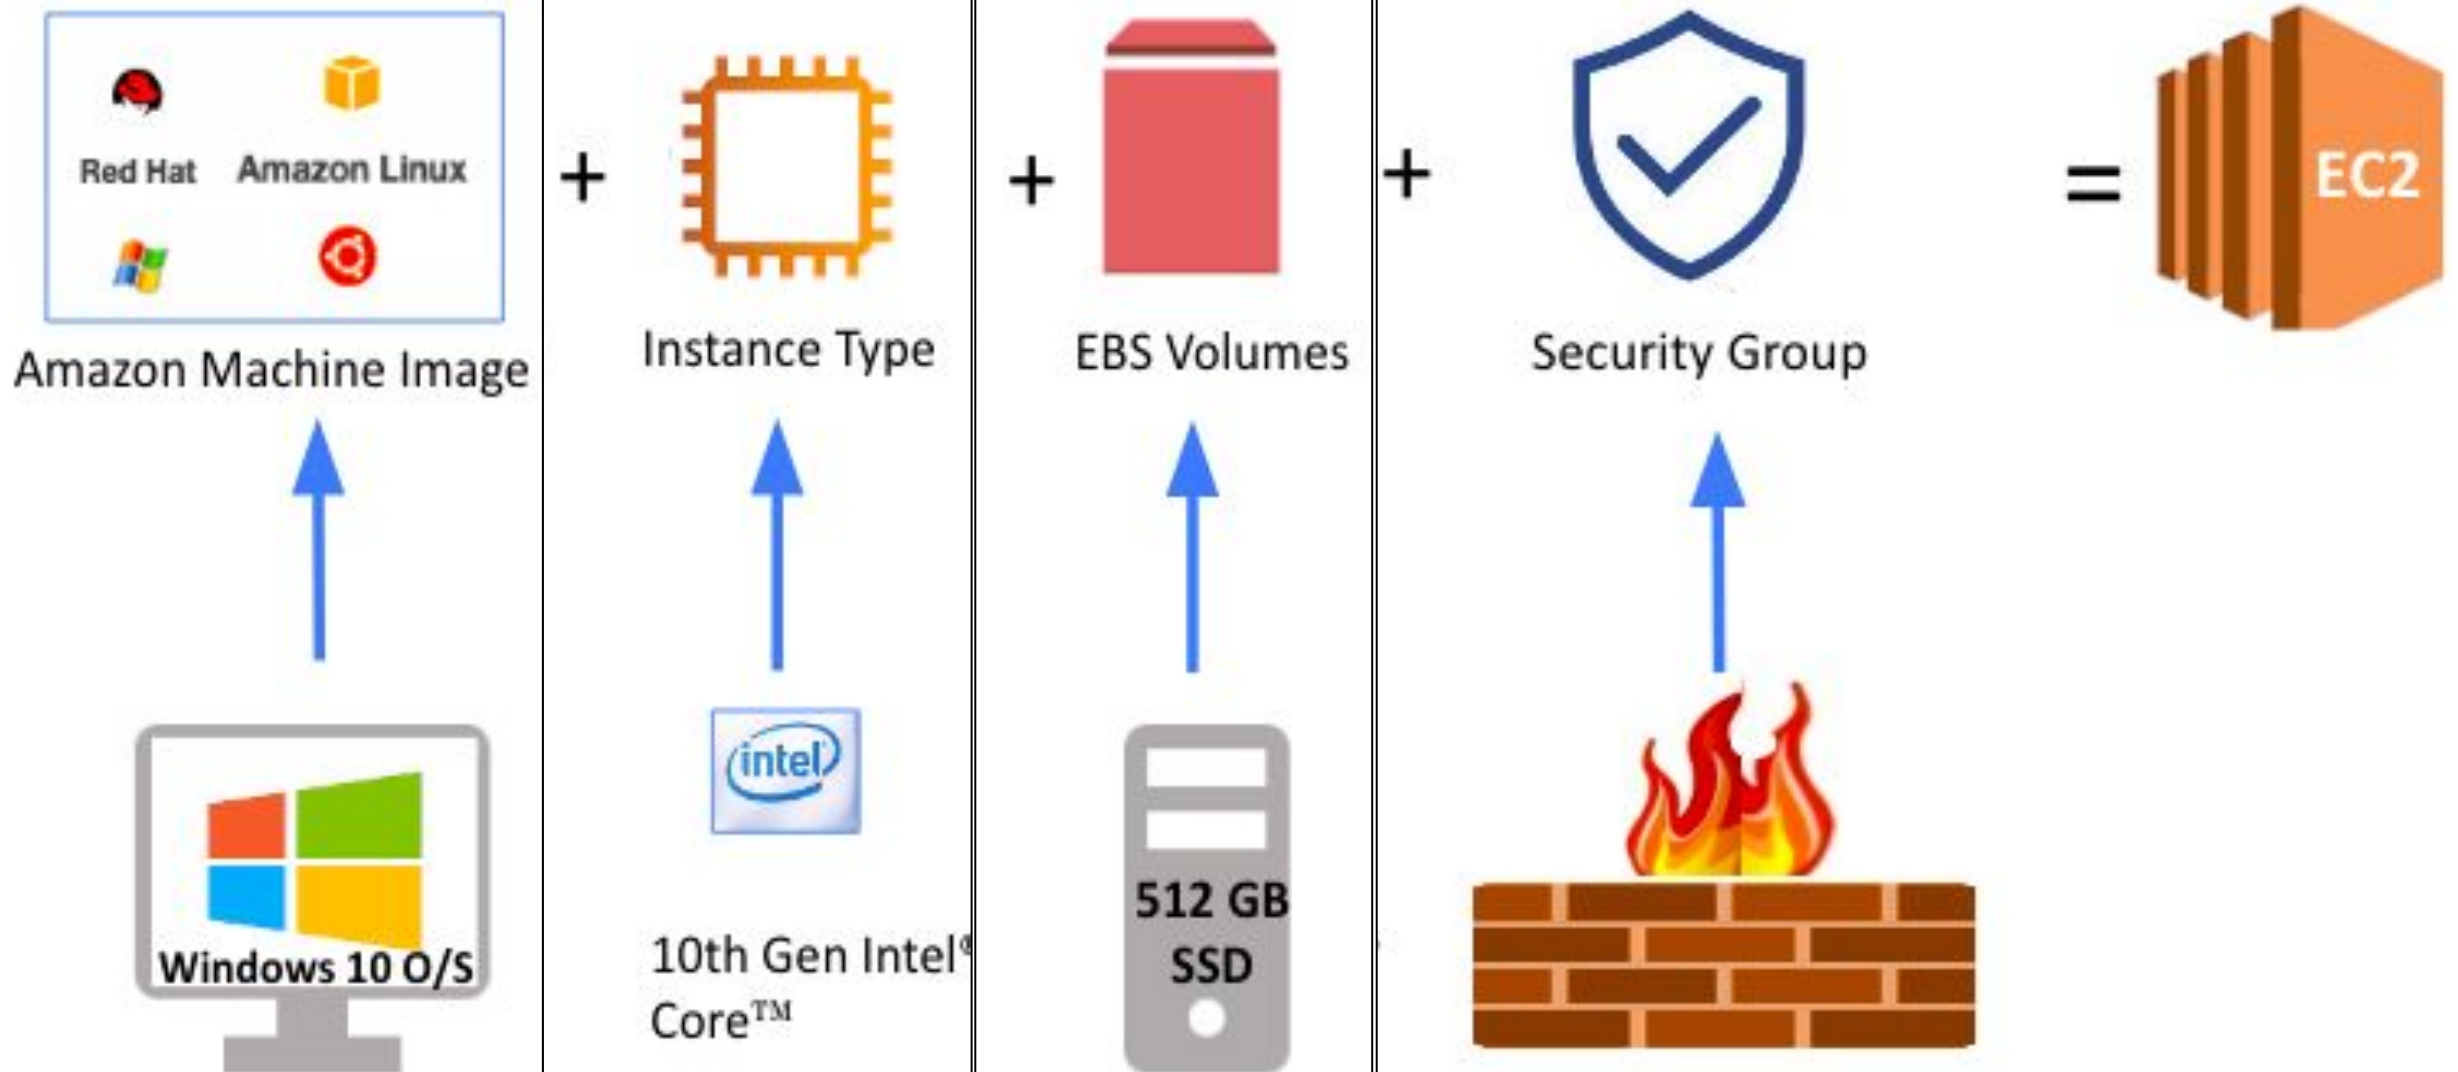 Red Hat
Amazon Linux
Amazon Machine Image
+
Instance Type
+
EBS Volumes
+
Security Group
=
EC2
Windows 10 O/S
intel
10th Gen Intel®
Core™
512 GB
SSD